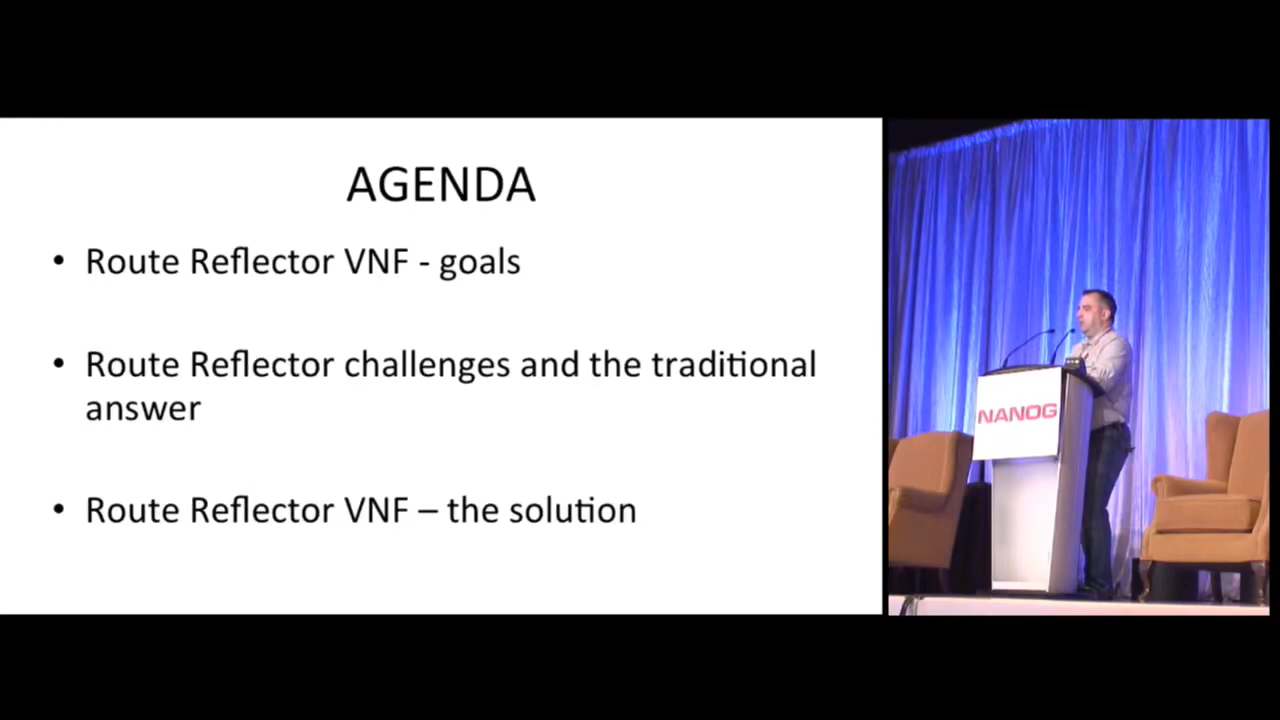 AGENDA
• Route Reflector VNF - goals
• Route Reflector challenges and the traditional
answer
• Route Reflector VNF – the solution
NANOG